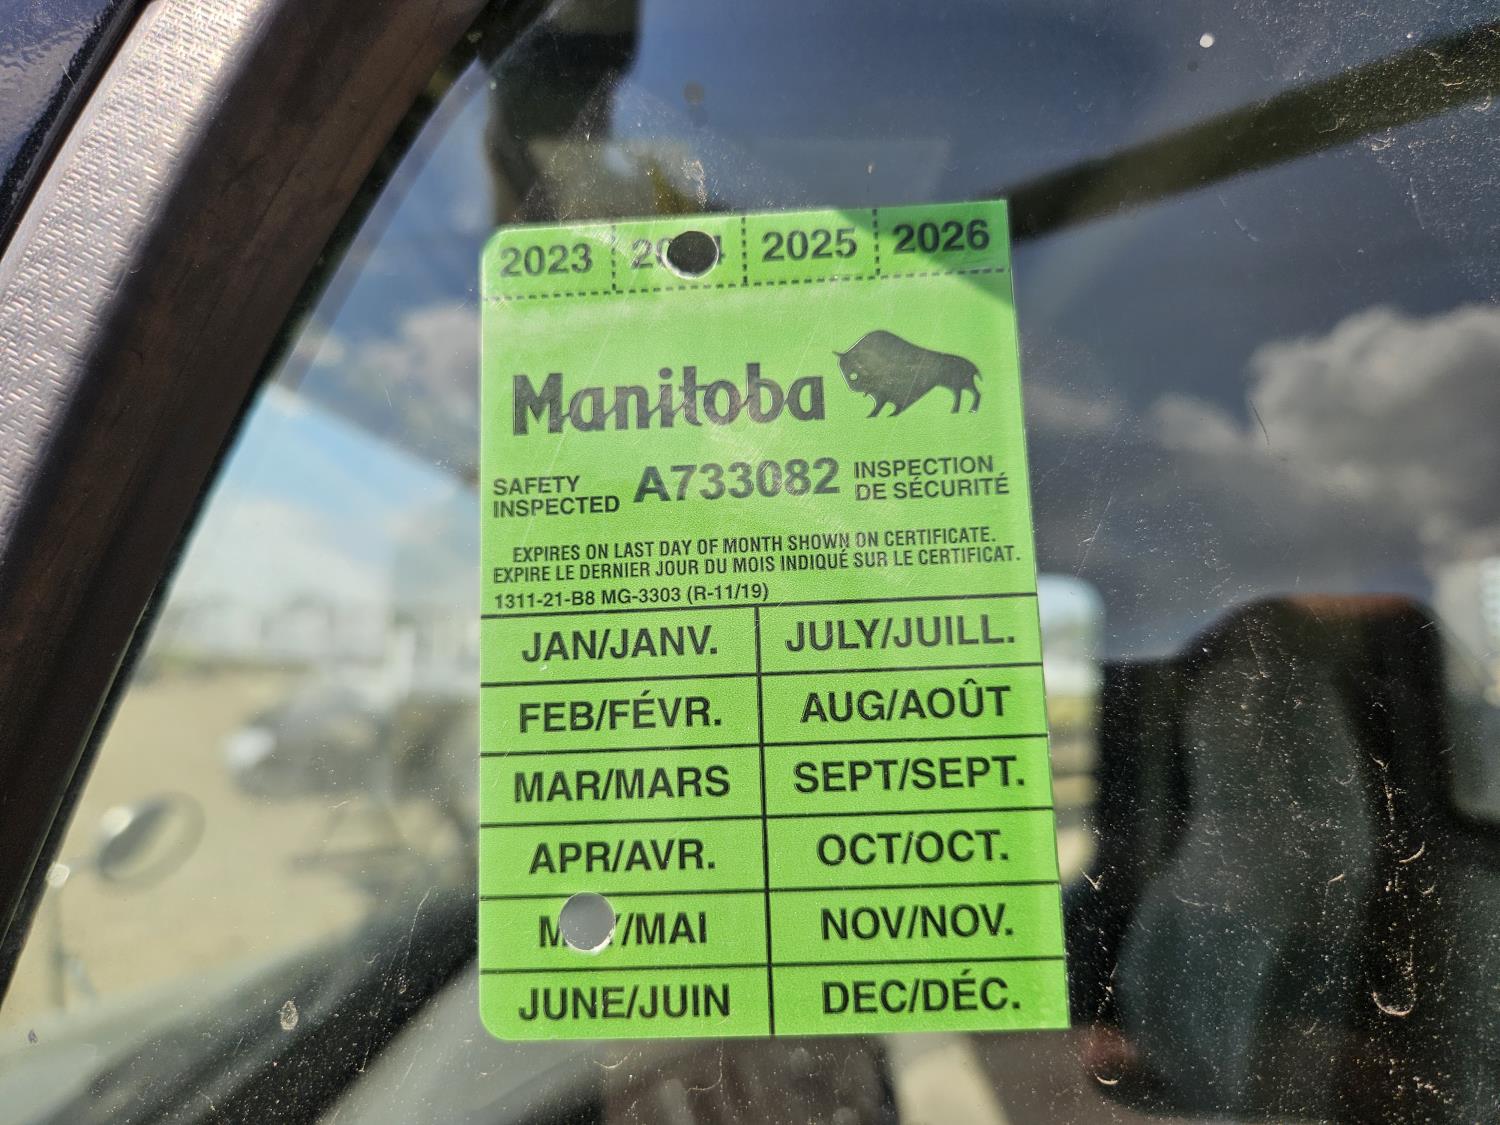 2023 2025 2026
Manitoba
SAFETY INSPECTED A733082 INSPECTION DE SÉCURITÉ
EXPIRES ON LAST DAY OF MONTH SHOWN ON CERTIFICATE.
EXPIRE LE DERNIER JOUR DU MOIS INDIQUÉ SUR LE CERTIFICAT.
1311-21-B8 MG-3303 (R-11/19)
JAN/JANV. JULY/JUILL.
FEB/FÉVR. AUG/AOÛT
MAR/MARS SEPT/SEPT.
APR/AVR. OCT/OCT.
/MAI NOV/NOV.
JUNE/JUIN DEC/DÉC.